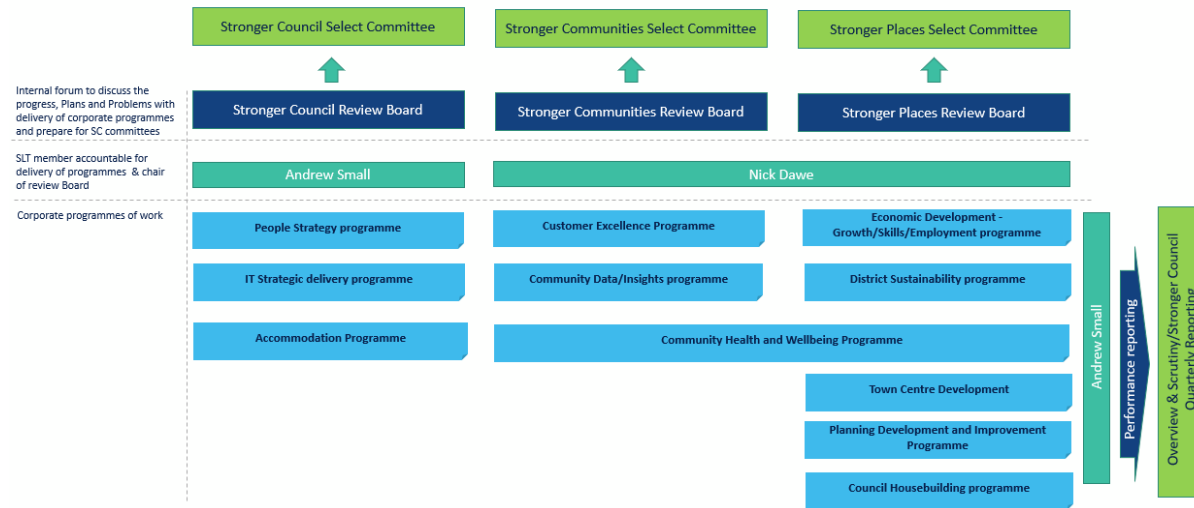 Stronger Council Select Committee
Stronger Communities Select Committee
Stronger Places Select Committee
Internal forum to discuss the
progress, Plans and Problems with
delivery of corporate programmes
and prepare for SC committees
Stronger Council Review Board
Stronger Communities Review Board
Stronger Places Review Board
SLT member accountable for
delivery of programmes & chair
of review Board
Andrew Small
Nick Dawe
Corporate programmes of work
People Strategy programme
Customer Excellence Programme
Economic Development -
Growth/Skills/Employment programme
IT Strategic delivery programme
Community Data/Insights programme
District Sustainability programme
Accommodation Programme
Community Health and Wellbeing Programme
Town Centre Development
Planning Development and Improvement
Programme
Council Housebuilding programme
Andrew Small
Performance reporting
Overview & Scrutiny/Stronger Council
Quarterly Reporting